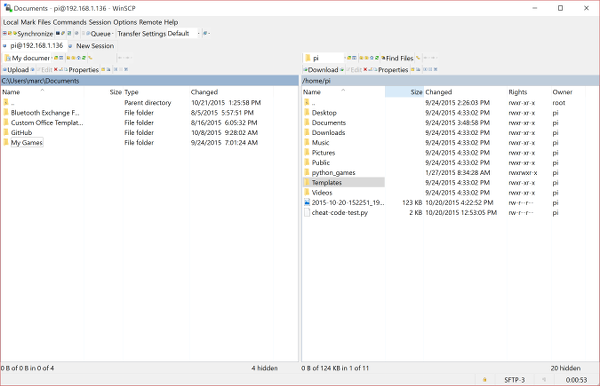 Documents - pi@192.168.1.136 - WinSCP
Local Mark Files Commands Session Options Remote Help
Synchronize Queue Transfer Settings Default
pi@192.168.1.136 New Session
My documer pi Find Files
Upload Properties Download Properties
C:\Users\marc\Documents /home/pi
Name Size Type Changed Name Size Changed Rights Owner
.. Parent directory 10/21/2015 1:25:58 PM .. 9/24/2015 2:26:03 PM rwxr-xr-x root
Bluetooth Exchange F... File folder 8/5/2015 5:57:51 PM Desktop 9/24/2015 4:33:02 PM rwxr-xr-x pi
Custom Office Templat... File folder 8/16/2015 6:05:32 PM Documents 9/24/2015 3:48:58 PM rwxr-xr-x pi
GitHub File folder 10/8/2015 9:28:02 AM Downloads 9/24/2015 4:33:02 PM rwxr-xr-x pi
My Games File folder 9/24/2015 7:01:24 AM Music 9/24/2015 4:33:02 PM rwxr-xr-x pi
Pictures 9/24/2015 4:33:02 PM rwxr-xr-x pi
Public 9/24/2015 4:33:02 PM rwxr-xr-x pi
python_games 1/27/2015 8:34:28 AM rwxrwxr-x pi
Templates 9/24/2015 4:33:02 PM rwxr-xr-x pi
Videos 9/24/2015 4:33:02 PM rwxr-xr-x pi
2015-10-20-152251_19... 123 KB 10/20/2015 4:22:52 PM rw-r--r-- pi
cheat-code-test.py 2 KB 10/20/2015 12:53:05 PM rw-r--r-- pi
0 B of 0 B in 0 of 4 4 hidden 0 B of 124 KB in 1 of 11 20 hidden
SFTP-3 0:00:53